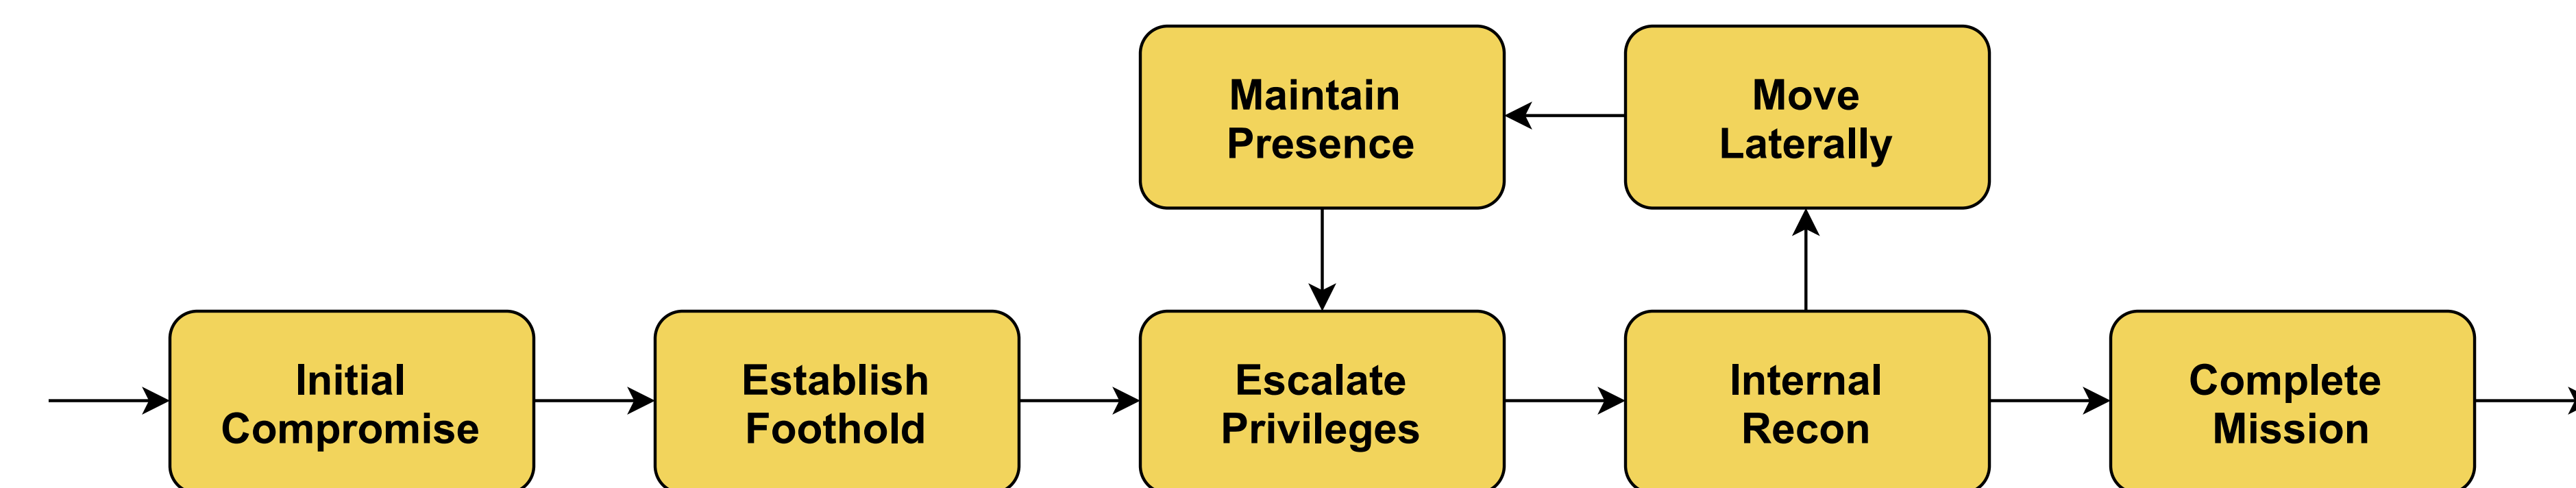 Maintain
Presence
Move
Laterally
Initial
Compromise
Establish
Foothold
Escalate
Privileges
Internal
Recon
Complete
Mission